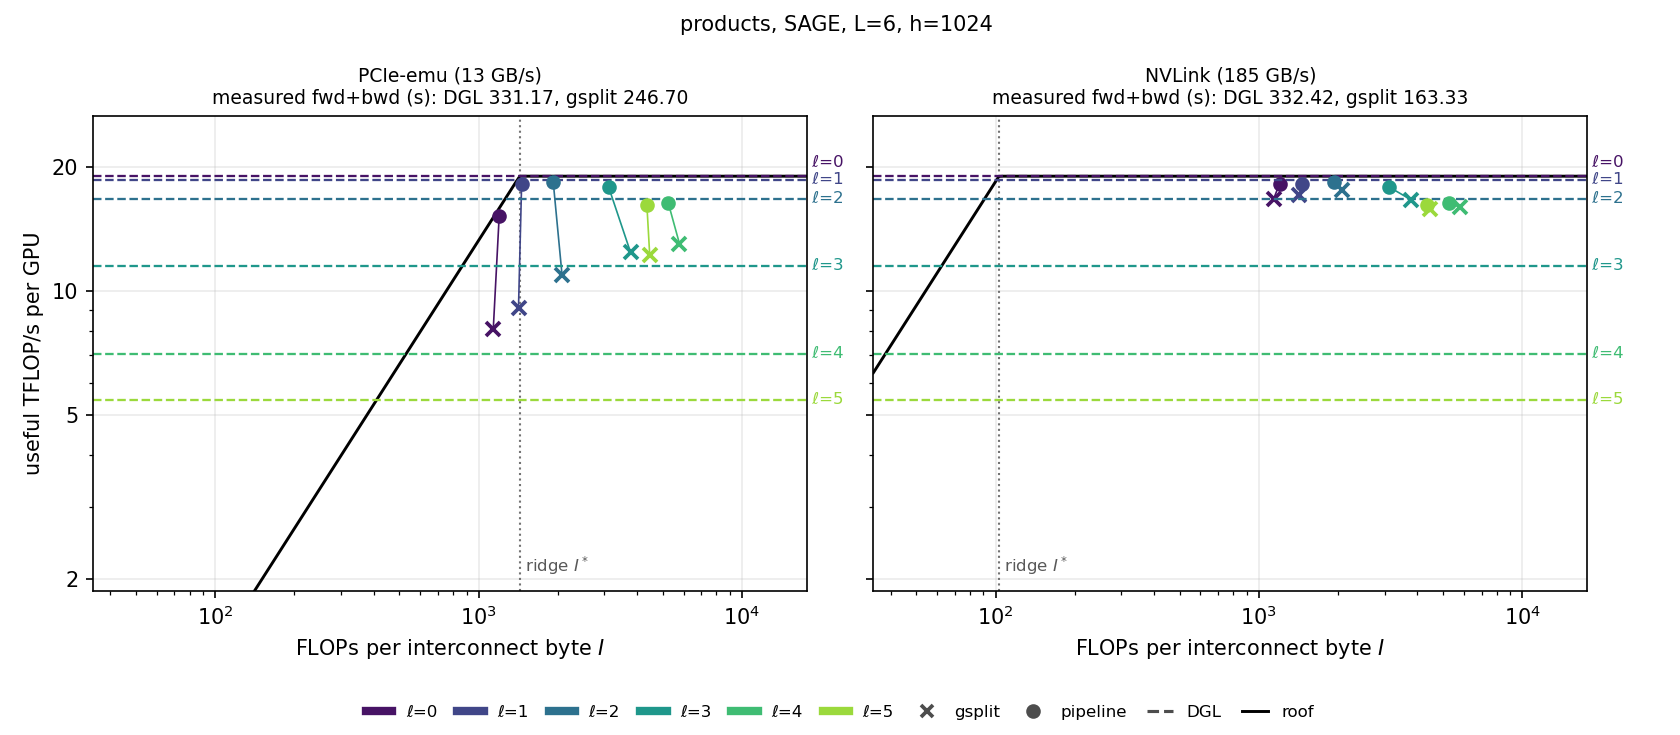 products, SAGE, L=6, h=1024
PCIe-emu (13 GB/s)
measured fwd+bwd (s): DGL 331.17, gsplit 246.70
NVLink (185 GB/s)
measured fwd+bwd (s): DGL 332.42, gsplit 163.33
useful TFLOP/s per GPU
20
10
5
2
ℓ=0
ℓ=1
ℓ=2
ℓ=3
ℓ=4
ℓ=5
ℓ=0
ℓ=1
ℓ=2
ℓ=3
ℓ=4
ℓ=5
ridge I*
ridge I*
10² 10³ 10⁴
10² 10³ 10⁴
FLOPs per interconnect byte I
FLOPs per interconnect byte I
ℓ=0 ℓ=1 ℓ=2 ℓ=3 ℓ=4 ℓ=5 gsplit pipeline DGL roof